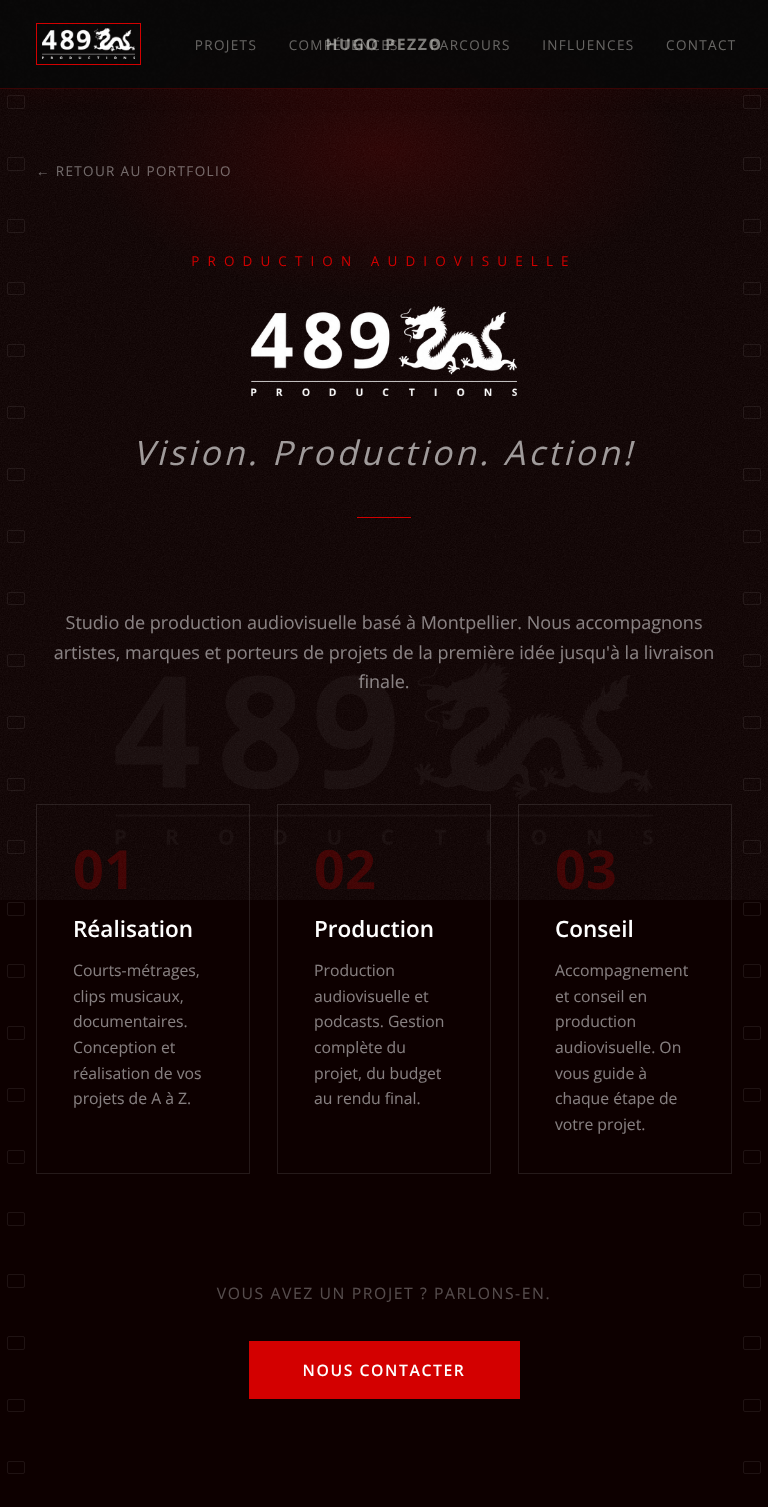 489
PRODUCTIONS
PROJETS COMPÉTENCES PARCOURS INFLUENCES CONTACT
HUGO PEZZO
← RETOUR AU PORTFOLIO
PRODUCTION AUDIOVISUELLE
489
PRODUCTIONS
Vision. Production. Action!
Studio de production audiovisuelle basé à Montpellier. Nous accompagnons
artistes, marques et porteurs de projets de la première idée jusqu'à la livraison
finale.
489
PRODUCTIONS
01
Réalisation
Courts-métrages,
clips musicaux,
documentaires.
Conception et
réalisation de vos
projets de A à Z.
02
Production
Production
audiovisuelle et
podcasts. Gestion
complète du
projet, du budget
au rendu final.
03
Conseil
Accompagnement
et conseil en
production
audiovisuelle. On
vous guide à
chaque étape de
votre projet.
VOUS AVEZ UN PROJET ? PARLONS-EN.
NOUS CONTACTER